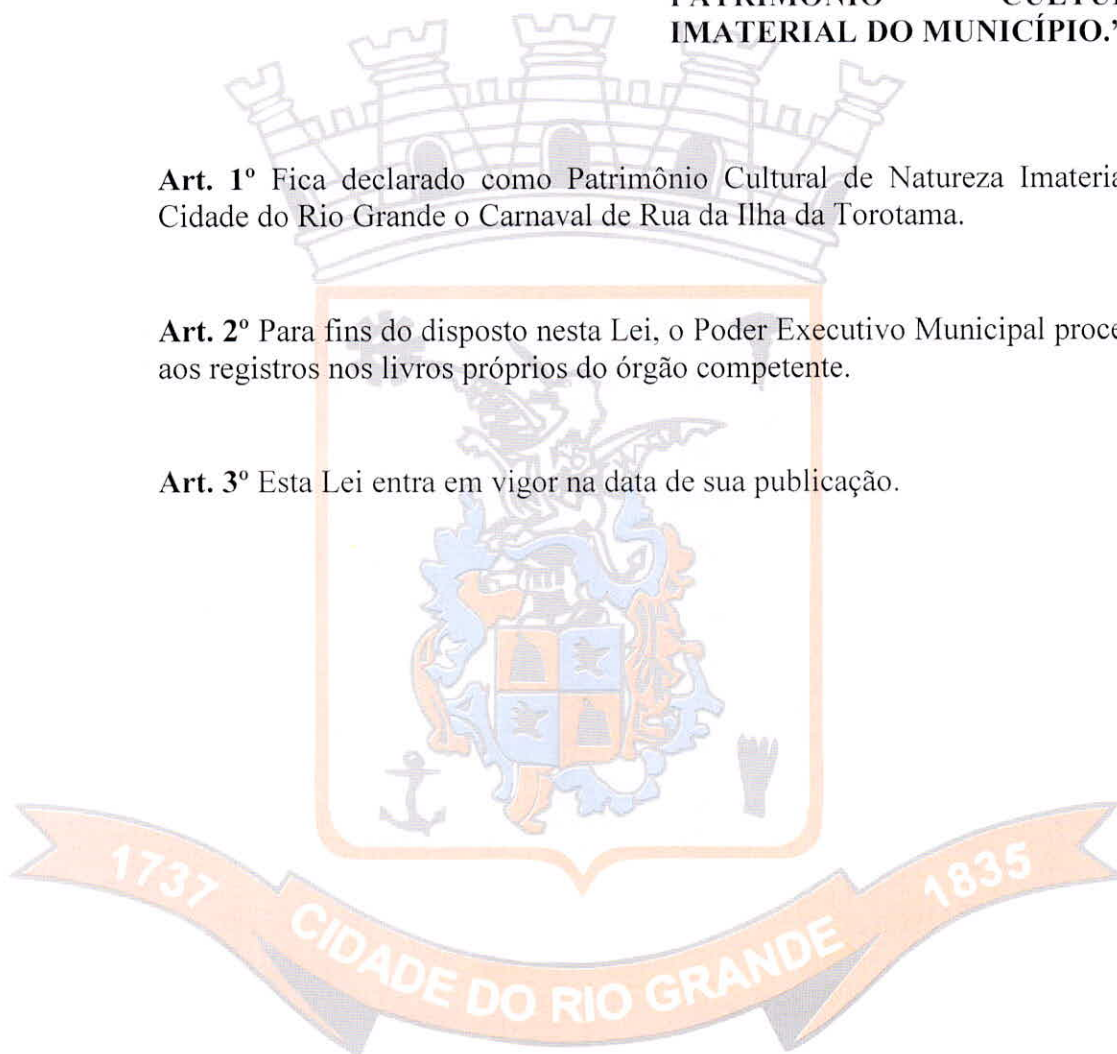 IMATERIAL DO MUNICÍPIO.
Art. 1º Fica declarado como Patrimônio Cultural de Natureza Imateria
Cidade do Rio Grande o Carnaval de Rua da Ilha da Torotama.
Art. 2º Para fins do disposto nesta Lei, o Poder Executivo Municipal proce
aos registros nos livros próprios do órgão competente.
Art. 3º Esta Lei entra em vigor na data de sua publicação.
1737 CIDADE DO RIO GRANDE 1835